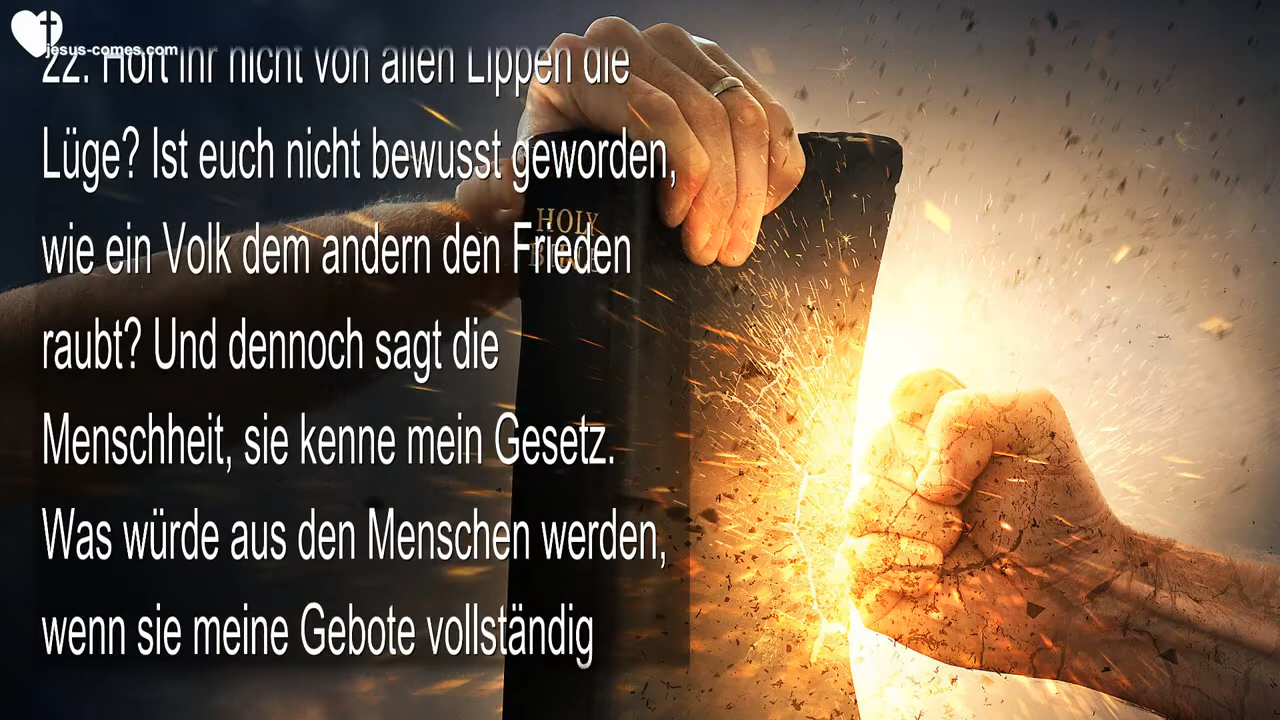 jesus-comes.com
22. Hört ihr nicht von allen Lippen die
Lüge? Ist euch nicht bewusst geworden,
wie ein Volk dem andern den Frieden
raubt? Und dennoch sagt die
Menschheit, sie kenne mein Gesetz.
Was würde aus den Menschen werden,
wenn sie meine Gebote vollständig
HOLY
BIBLE